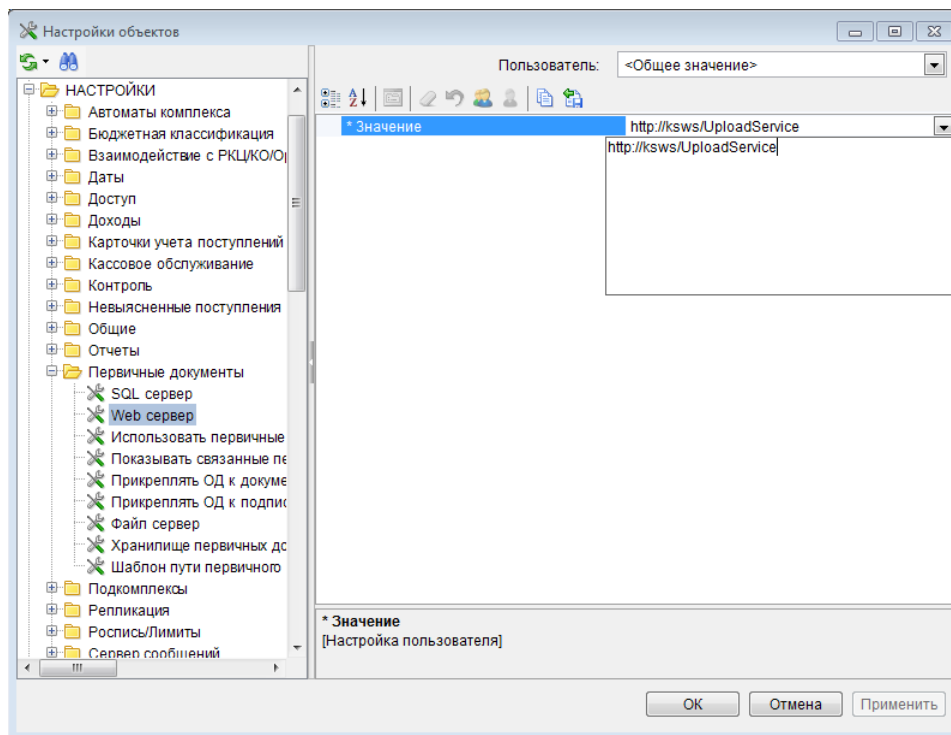 Настройки объектов
Пользователь: <Общее значение>
НАСТРОЙКИ
Автоматы комплекса
Бюджетная классификация
Взаимодействие с РКЦ/КО/Ор
Даты
Доступ
Доходы
Карточки учета поступлений
Кассовое обслуживание
Контроль
Невыясненные поступления
Общие
Отчеты
Первичные документы
SQL сервер
Web сервер
Использовать первичные
Показывать связанные пе
Прикреплять ОД к докуме
Прикреплять ОД к подпис
Файл сервер
Хранилище первичных до
Шаблон пути первичного
Подкомплексы
Репликация
Роспись/Лимиты
Сервер сообщений
* Значение http://ksws/UploadService
http://ksws/UploadService
* Значение
[Настройка пользователя]
ОК Отмена Применить